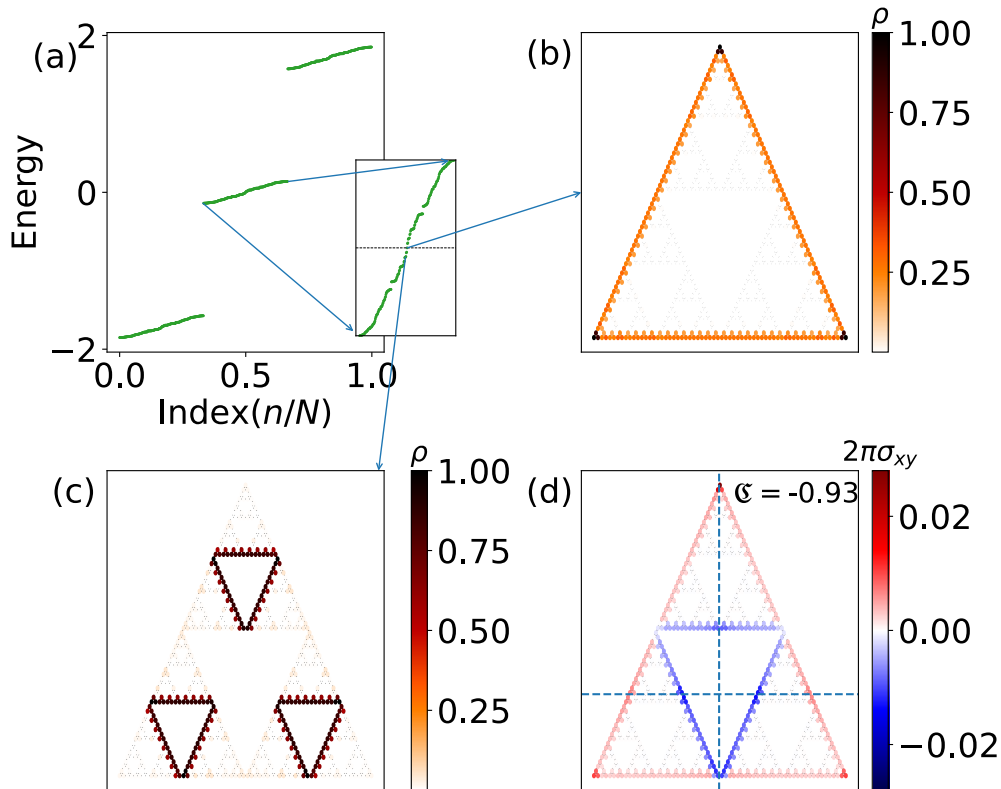 (a)
Energy
2
0
−2
0.0 0.5 1.0
Index(n/N)
(b)
ρ
1.00
0.75
0.50
0.25
(c)
ρ
1.00
0.75
0.50
0.25
(d)
ℭ = -0.93
2πσ_xy
0.02
0.00
−0.02